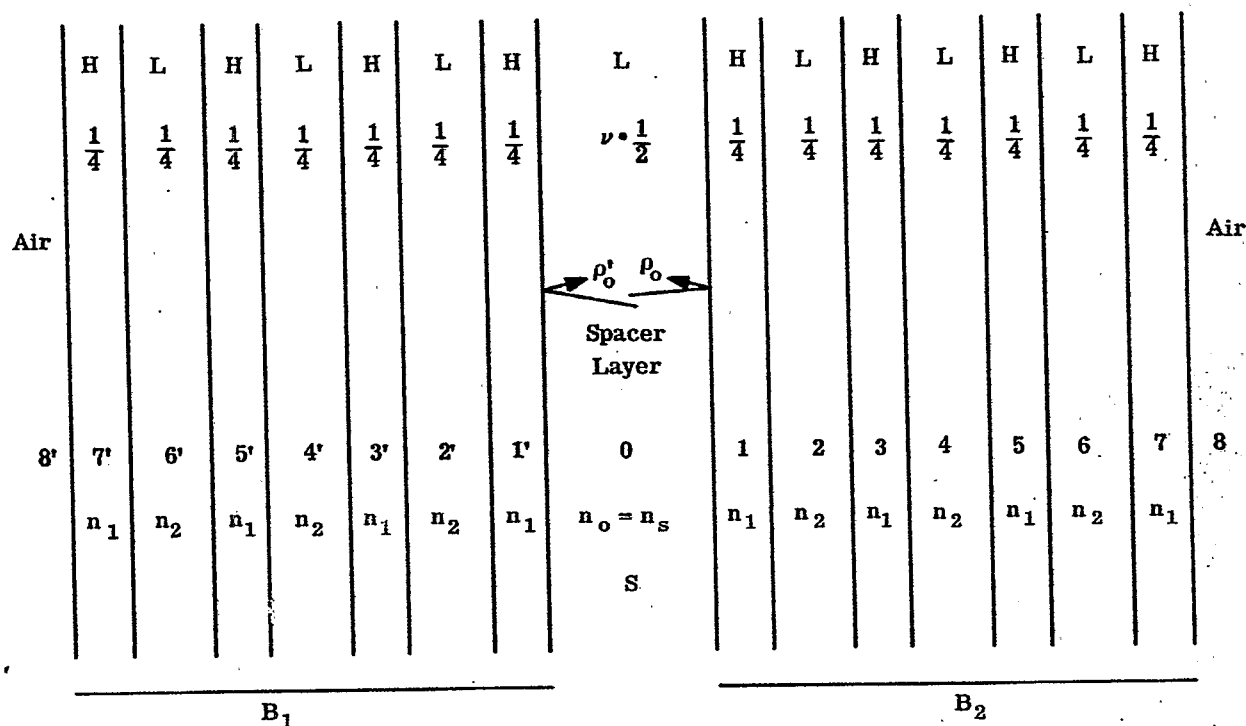 H L H L H L H L H L H L H L H
1/4 1/4 1/4 1/4 1/4 1/4 1/4 ν • 1/2 1/4 1/4 1/4 1/4 1/4 1/4 1/4
Air Air
ρ'o ρo
Spacer
Layer
8' 7' 6' 5' 4' 3' 2' 1' 0 1 2 3 4 5 6 7 8
n1 n2 n1 n2 n1 n2 n1 no = ns n1 n2 n1 n2 n1 n2 n1
S
B1 B2